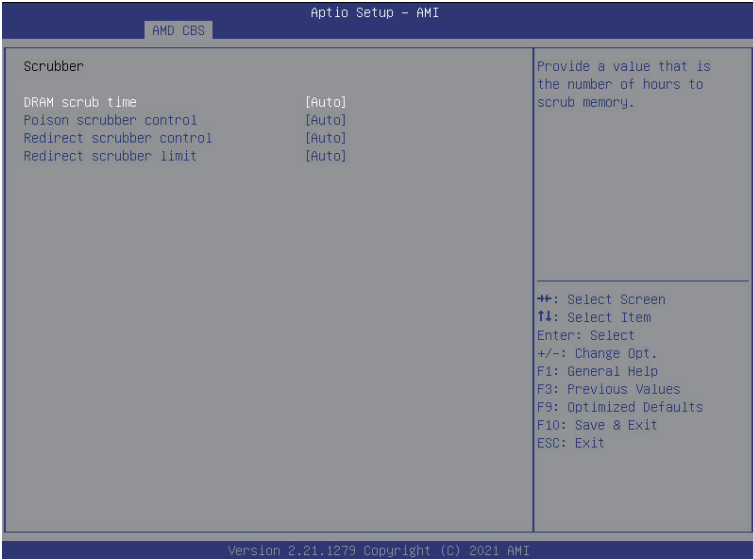 Aptio Setup – AMI
AMD CBS
Scrubber
DRAM scrub time [Auto]
Poison scrubber control [Auto]
Redirect scrubber control [Auto]
Redirect scrubber limit [Auto]
Provide a value that is
the number of hours to
scrub memory.
→←: Select Screen
↑↓: Select Item
Enter: Select
+/-: Change Opt.
F1: General Help
F3: Previous Values
F9: Optimized Defaults
F10: Save & Exit
ESC: Exit
Version 2.21.1279 Copyright (C) 2021 AMI